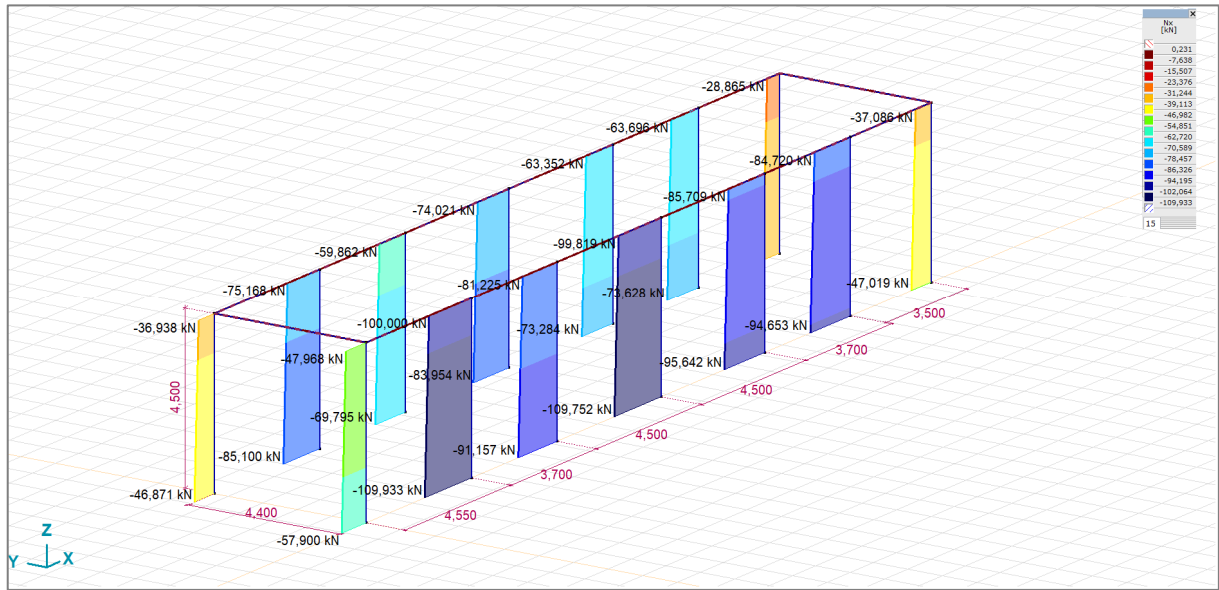 Nx
[kN]
0,231
-7,638
-15,507
-23,376
-31,244
-39,113
-46,982
-54,851
-62,720
-70,589
-78,457
-86,326
-94,195
-102,064
-109,933
15
-28,865 kN
-37,086 kN
-63,696 kN
-63,352 kN
-84,720 kN
-74,021 kN
-85,709 kN
-59,862 kN
-99,819 kN
-75,168 kN
-81,225 kN
-47,019 kN
-73,628 kN
-36,938 kN
-100,000 kN
-73,284 kN
-94,653 kN
3,500
-47,968 kN
-83,954 kN
-95,642 kN
3,700
4,500
4,500
-69,795 kN
-109,752 kN
4,500
-85,100 kN
-91,157 kN
3,700
-46,871 kN
-109,933 kN
4,400
4,550
-57,900 kN
Z
Y
X